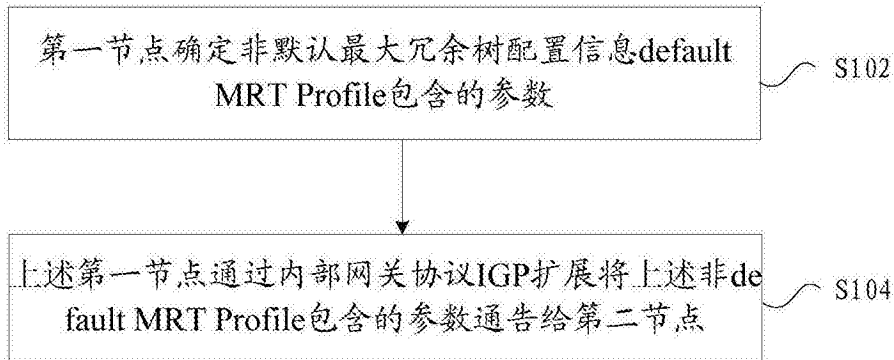 第一节点确定非默认最大冗余树配置信息default
MRT Profile包含的参数
S102
上述第一节点通过内部网关协议IGP扩展将上述非de
fault MRT Profile包含的参数通告给第二节点
S104